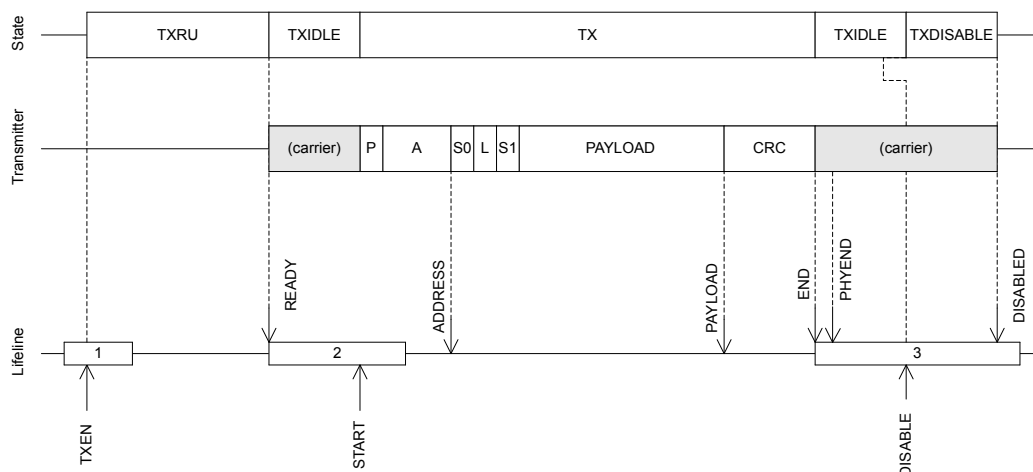 State
TXRU
TXIDLE
TX
TXIDLE
TXDISABLE
Transmitter
(carrier)
P
A
S0
L
S1
PAYLOAD
CRC
(carrier)
READY
ADDRESS
PAYLOAD
END
PHYEND
DISABLED
Lifeline
1
2
3
TXEN
START
DISABLE